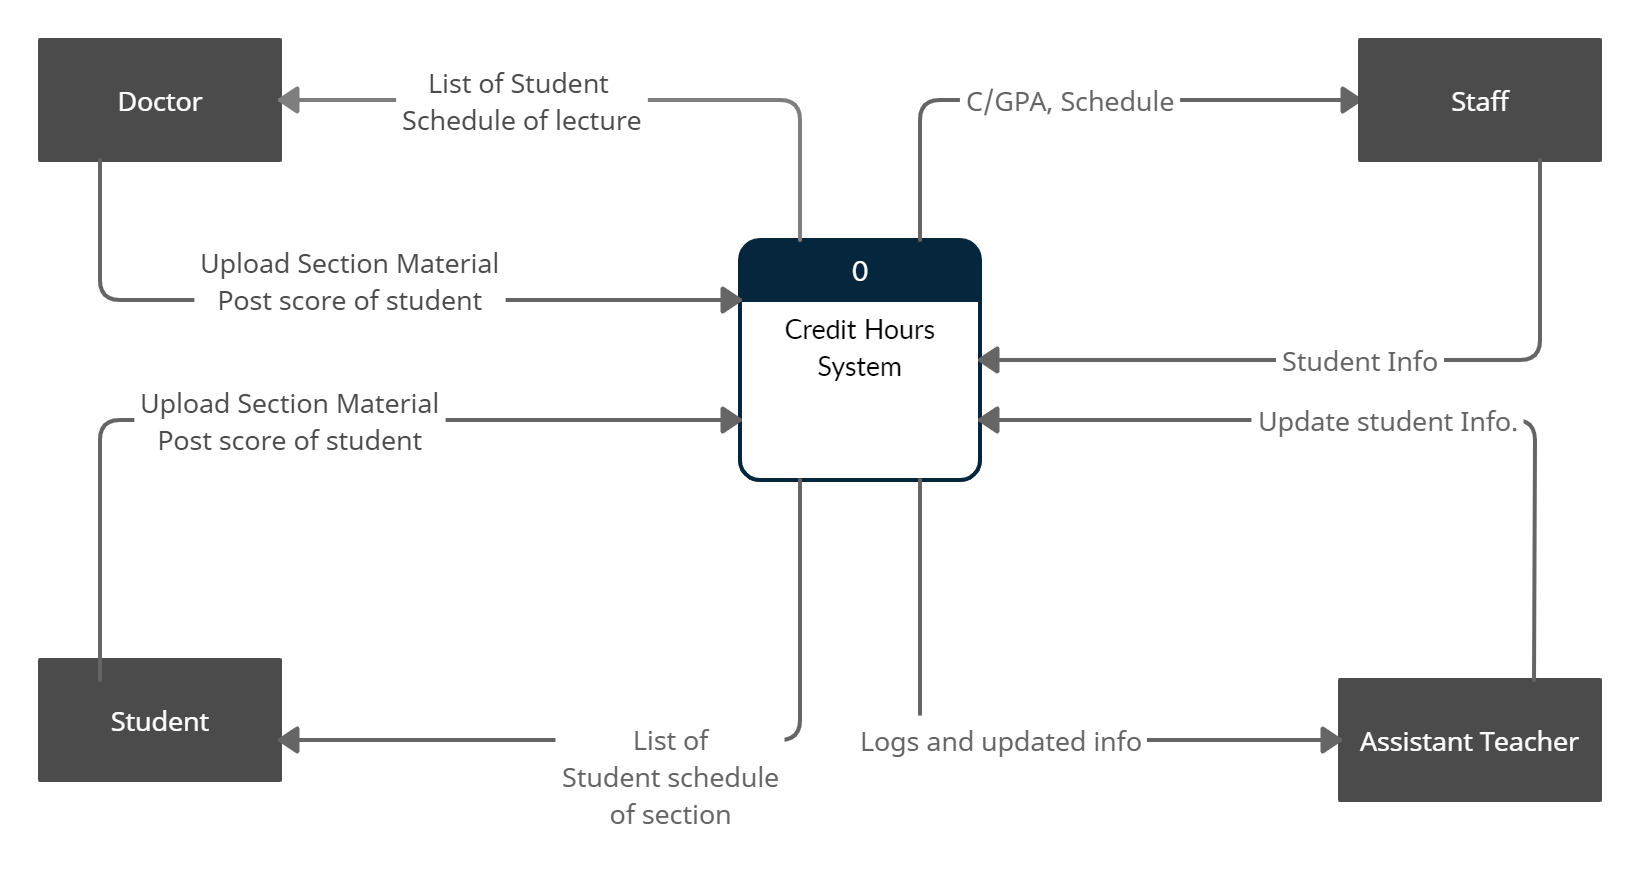 Doctor
List of Student
Schedule of lecture
C/GPA, Schedule
Staff
Upload Section Material
Post score of student
0
Credit Hours
System
Student Info
Upload Section Material
Post score of student
Update student Info.
Student
List of
Student schedule
of section
Logs and updated info
Assistant Teacher